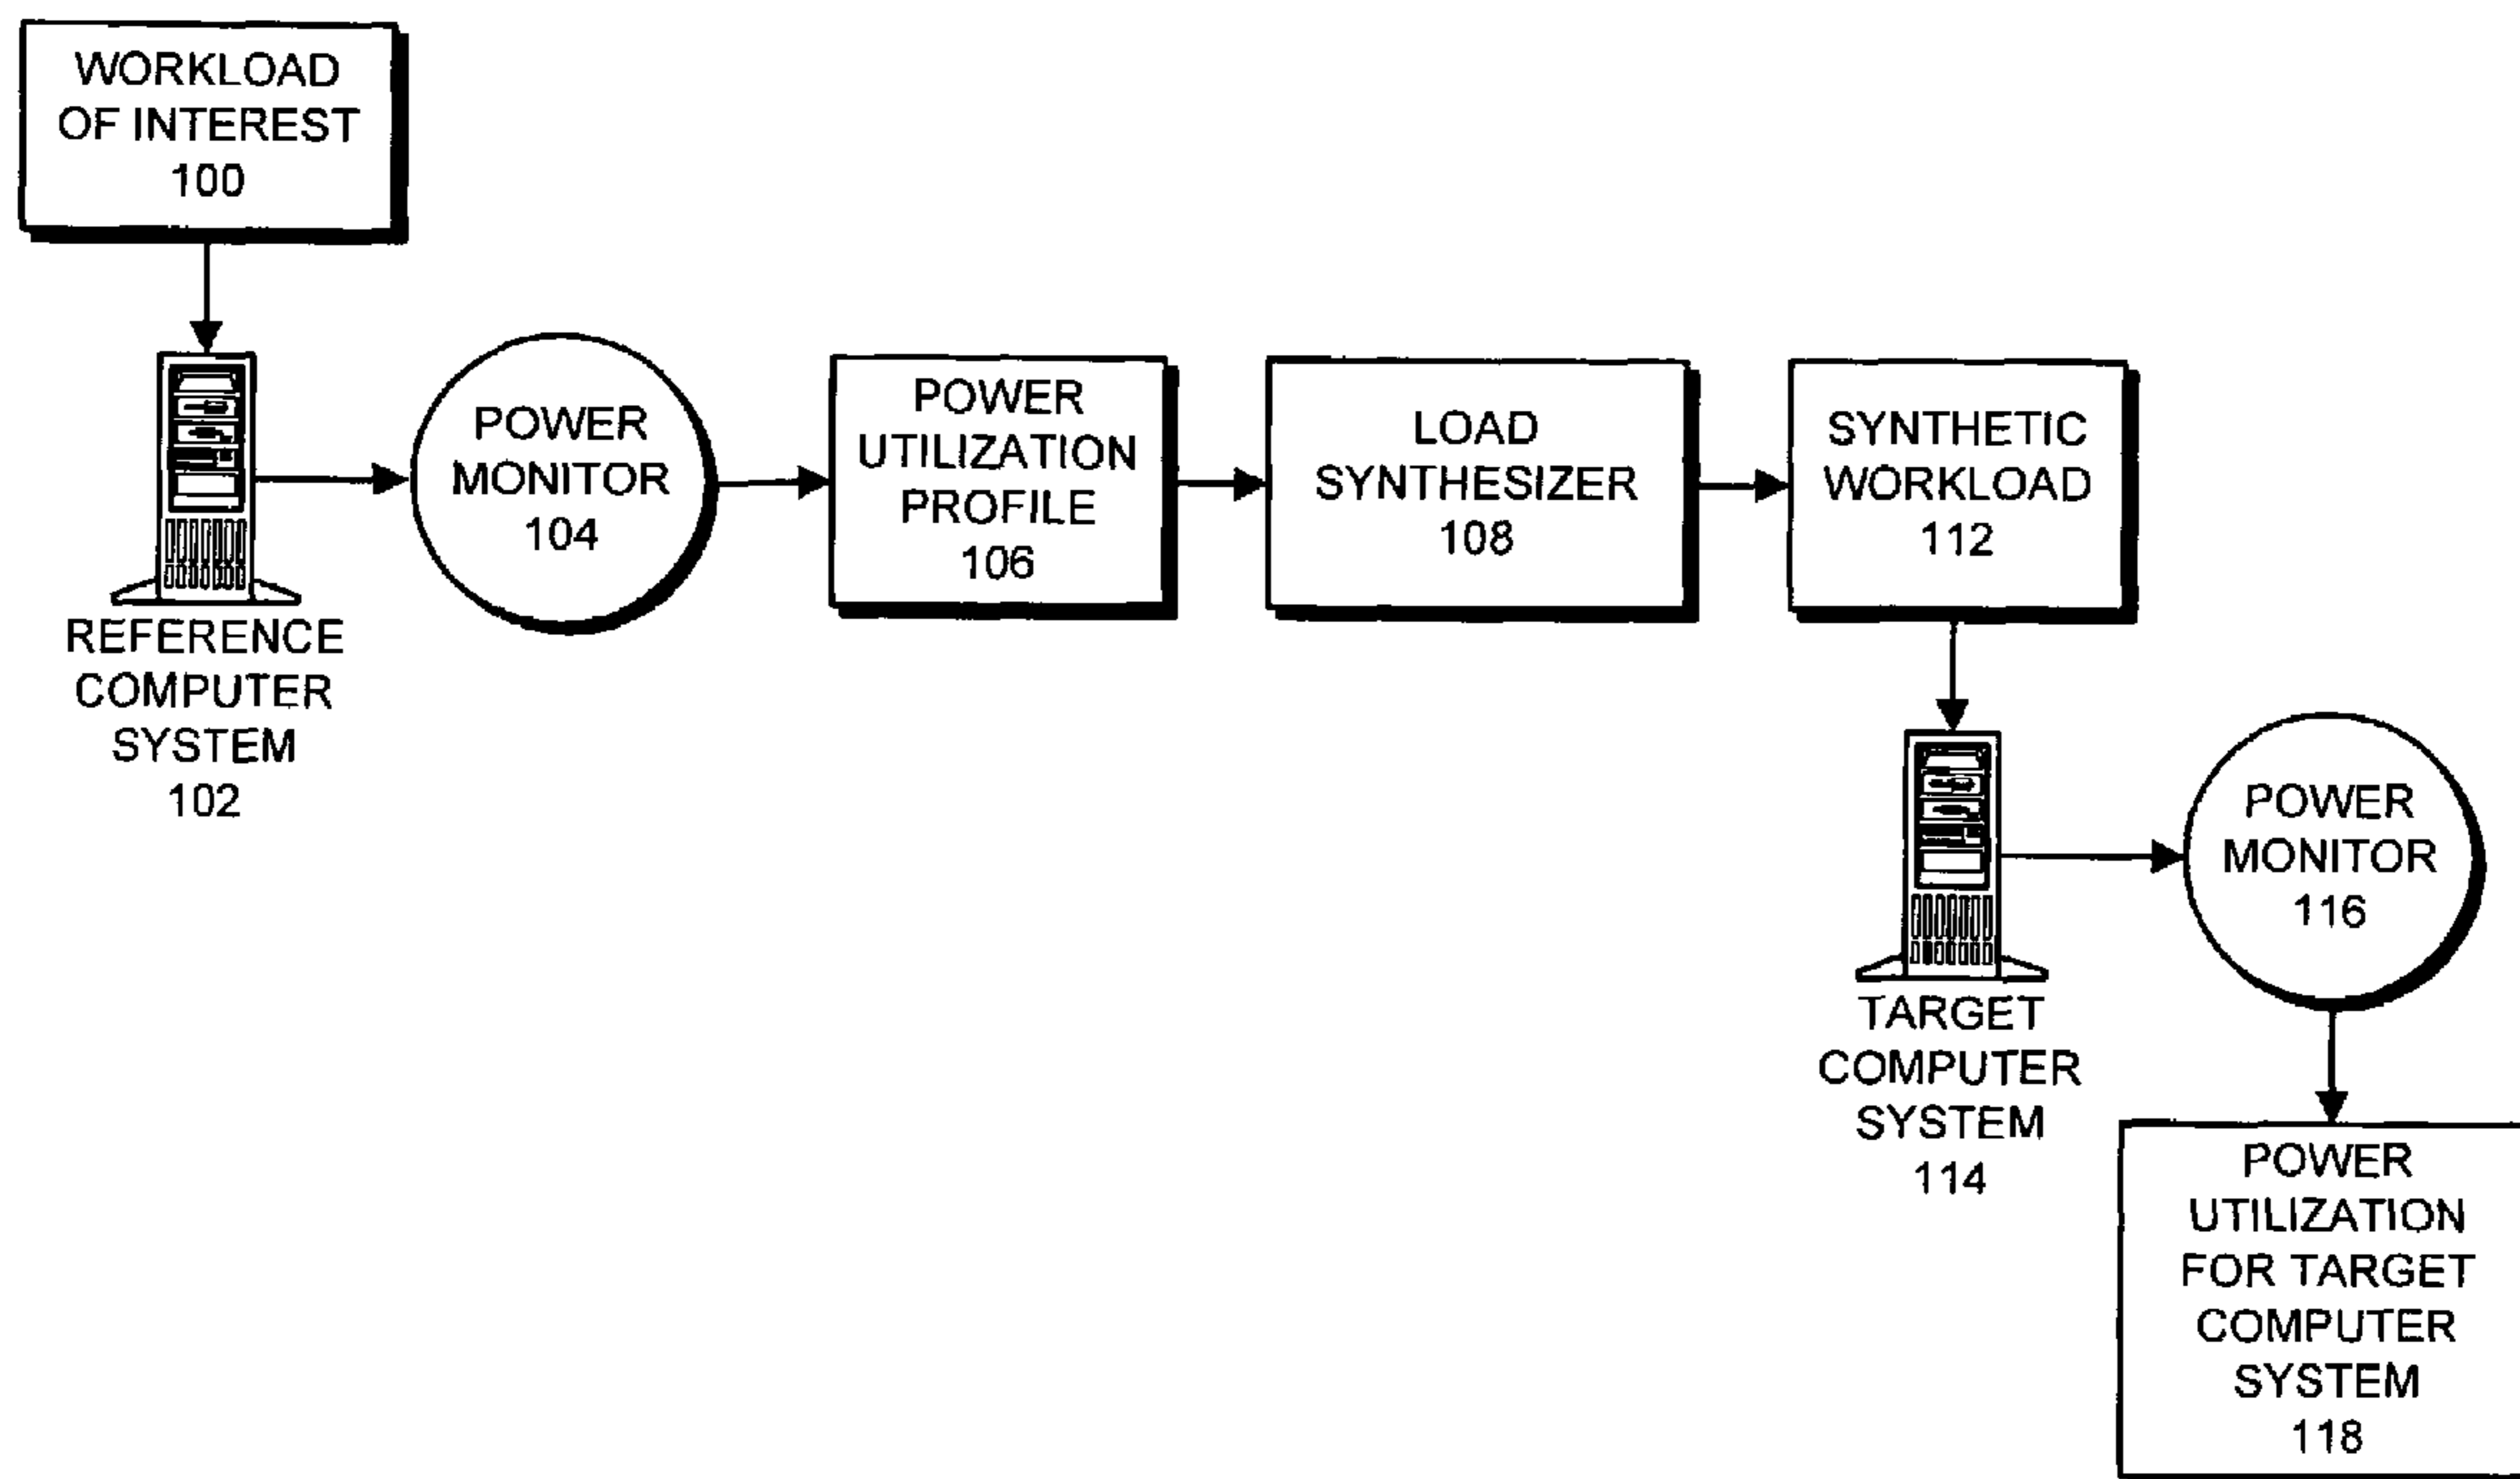 WORKLOAD
OF INTEREST
100
REFERENCE
COMPUTER
SYSTEM
102
POWER
MONITOR
104
POWER
UTILIZATION
PROFILE
106
LOAD
SYNTHESIZER
108
SYNTHETIC
WORKLOAD
112
TARGET
COMPUTER
SYSTEM
114
POWER
MONITOR
116
POWER
UTILIZATION
FOR TARGET
COMPUTER
SYSTEM
118